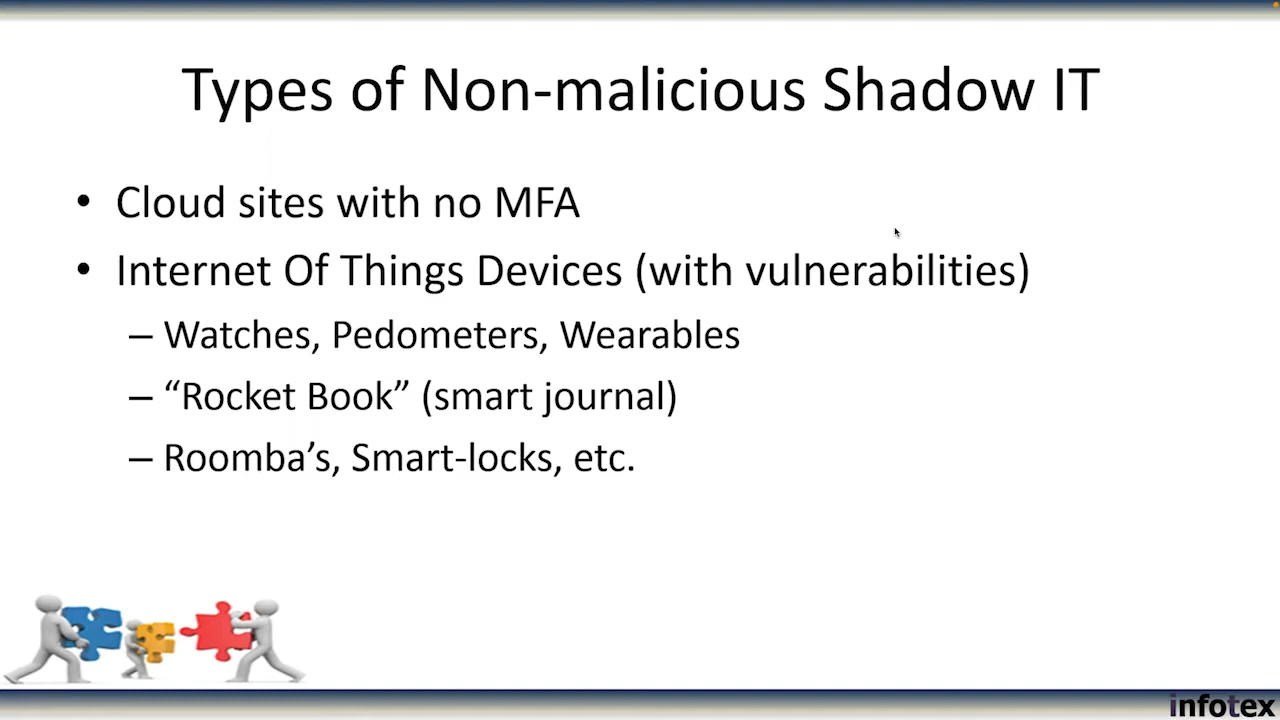 Types of Non-malicious Shadow IT
• Cloud sites with no MFA
• Internet Of Things Devices (with vulnerabilities)
– Watches, Pedometers, Wearables
– “Rocket Book” (smart journal)
– Roomba’s, Smart-locks, etc.
infotex